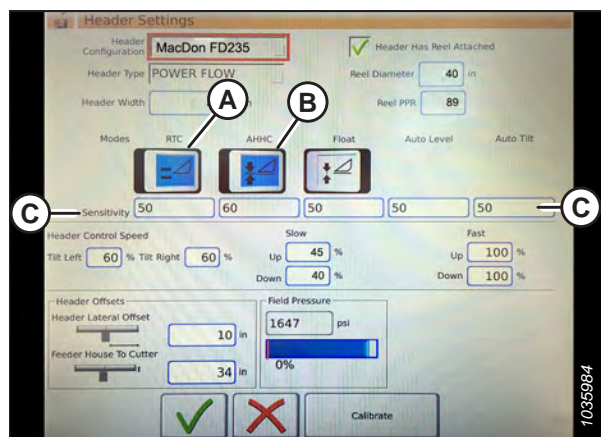 Header Settings
Header Configuration MacDon FD235
Header Has Reel Attached
Header Type POWER FLOW
Reel Diameter 40 in
Header Width
Reel PPR 89
A B
Modes RTC AHHC Float Auto Level Auto Tilt
C Sensitivity 50 60 50 50 50 C
Header Control Speed Slow Fast
Tilt Left 60 % Tilt Right 60 % Up 45 % Up 100 %
Down 40 % Down 100 %
Header Offsets Field Pressure
Header Lateral Offset 10 in
1647 psi
Feeder House To Cutter 34 in
0%
Calibrate
1035984